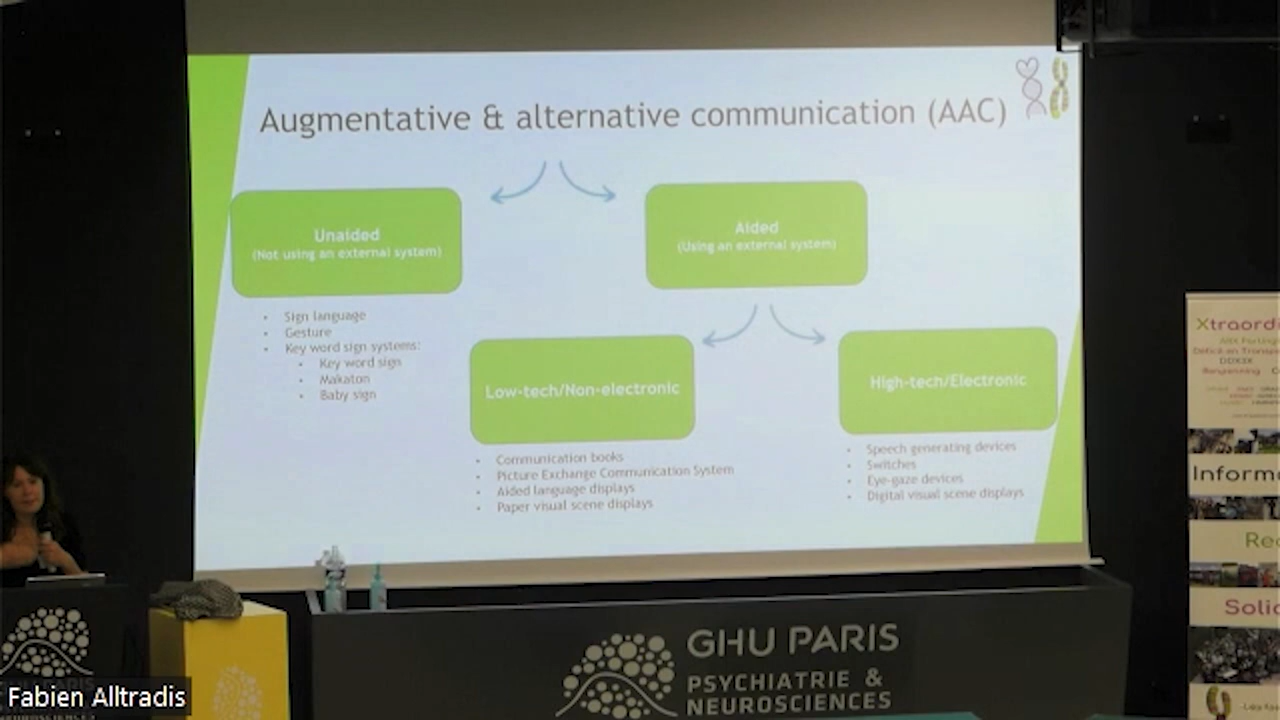 Augmentative & alternative communication (AAC)
Unaided
(Not using an external system)
Aided
(Using an external system)
• Sign language
• Gesture
• Key word sign systems:
• Key word sign
• Makaton
• Baby sign
Low-tech/Non-electronic
High-tech/Electronic
• Communication books
• Picture Exchange Communication System
• Aided language displays
• Paper visual scene displays
• Speech generating devices
• Switches
• Eye-gaze devices
• Digital visual scene displays
Xtraord
Inform
Re
Solid
GHU PARIS
PSYCHIATRIE &
NEUROSCIENCES
Fabien Alltradis